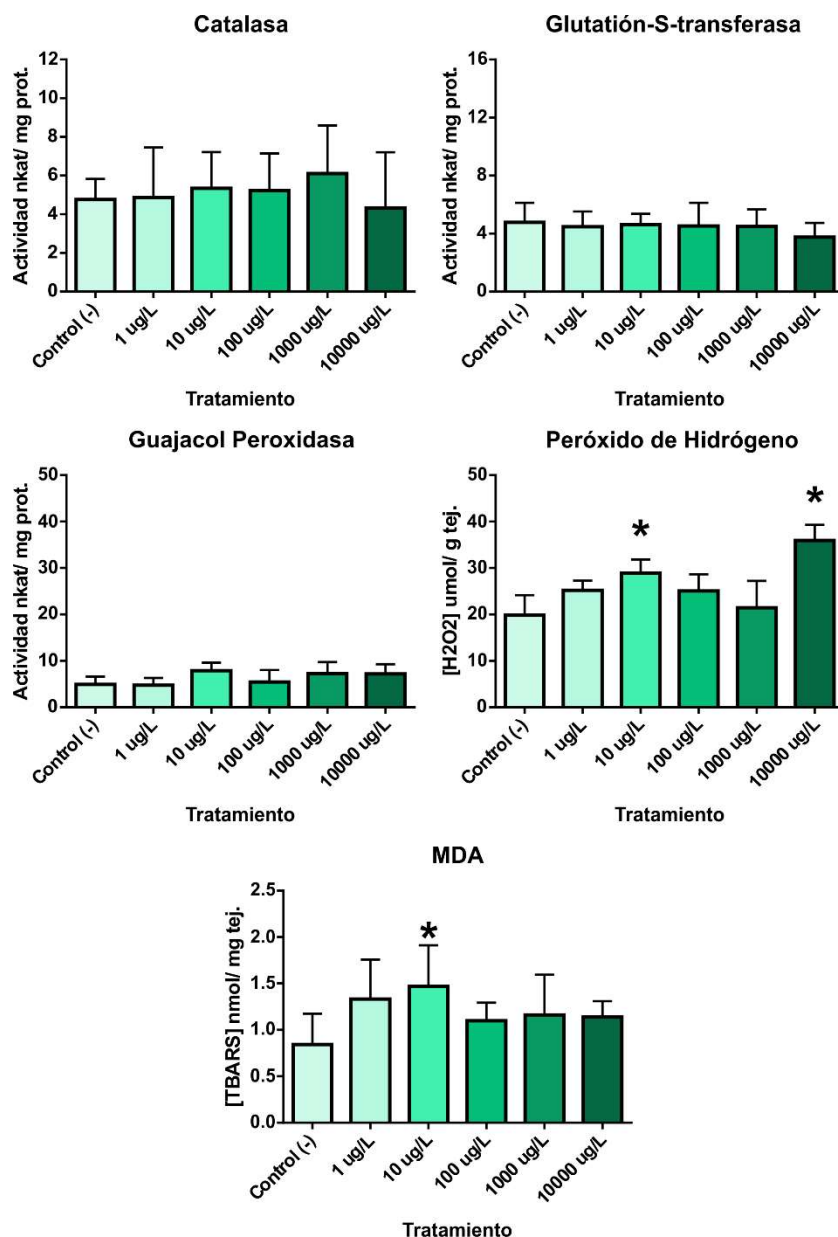 Catalasa
Actividad nkat/ mg prot.
12
10
8
6
4
2
0
Control (-)
1 ug/L
10 ug/L
100 ug/L
1000 ug/L
10000 ug/L
Tratamiento
Glutatión-S-transferasa
Actividad nkat/ mg prot.
16
12
8
4
0
Control (-)
1 ug/L
10 ug/L
100 ug/L
1000 ug/L
10000 ug/L
Tratamiento
Guajacol Peroxidasa
Actividad nkat/ mg prot.
50
40
30
20
10
0
Control (-)
1 ug/L
10 ug/L
100 ug/L
1000 ug/L
10000 ug/L
Tratamiento
Peróxido de Hidrógeno
[H2O2] umol/ g tej.
50
40
30
20
10
0
*
*
Control (-)
1 ug/L
10 ug/L
100 ug/L
1000 ug/L
10000 ug/L
Tratamiento
MDA
[TBARS] nmol/ mg tej.
2.5
2.0
1.5
1.0
0.5
0.0
*
Control (-)
1 ug/L
10 ug/L
100 ug/L
1000 ug/L
10000 ug/L
Tratamiento